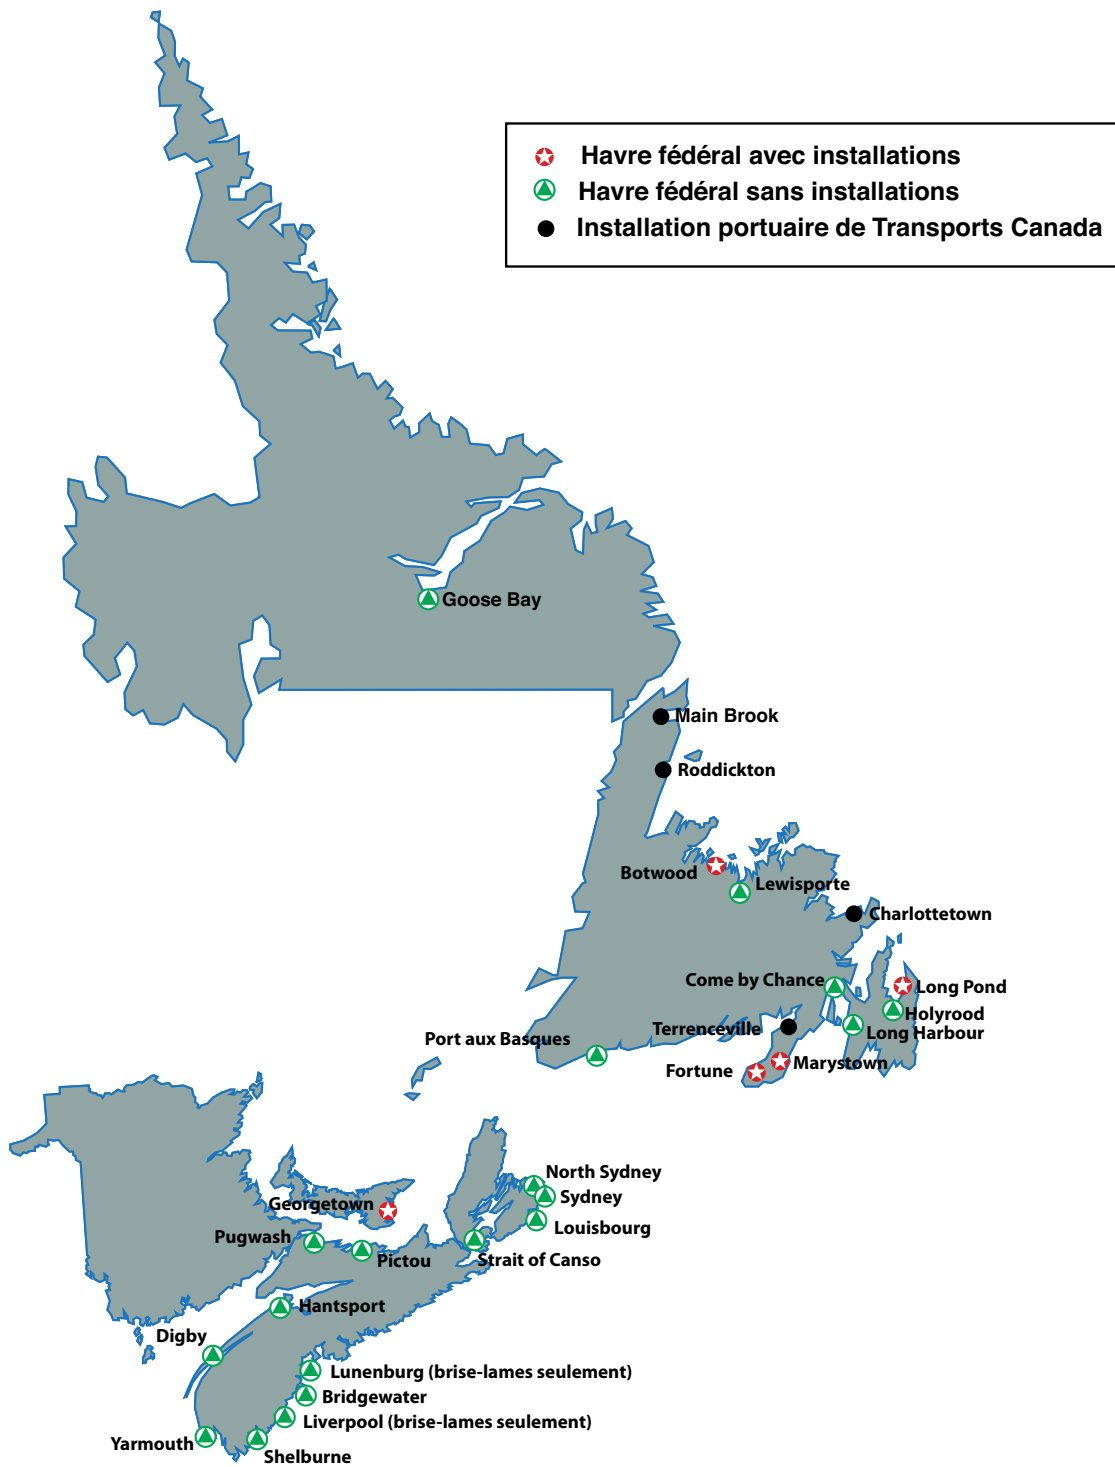 Havre fédéral avec installations
Havre fédéral sans installations
Installation portuaire de Transports Canada
Goose Bay
Main Brook
Roddickton
Botwood
Lewisporte
Charlottetown
Come by Chance
Long Pond
Holyrood
Terrenceville
Long Harbour
Port aux Basques
Marystown
Fortune
North Sydney
Sydney
Georgetown
Louisbourg
Pugwash
Pictou
Strait of Canso
Hantsport
Digby
Lunenburg (brise-lames seulement)
Bridgewater
Liverpool (brise-lames seulement)
Yarmouth
Shelburne